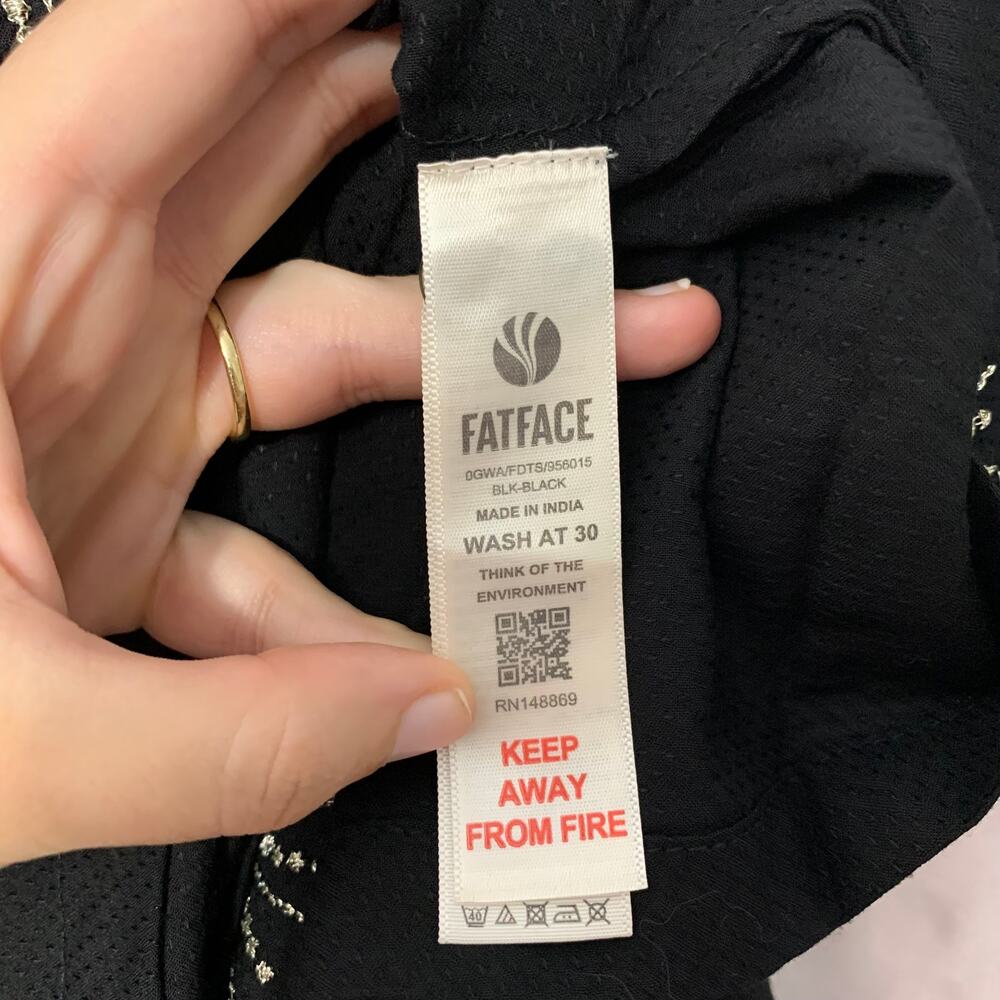 FATFACE
0GWA/FDTS/956015
BLK-BLACK
MADE IN INDIA
WASH AT 30
THINK OF THE
ENVIRONMENT
RN148869
KEEP
AWAY
FROM FIRE
40